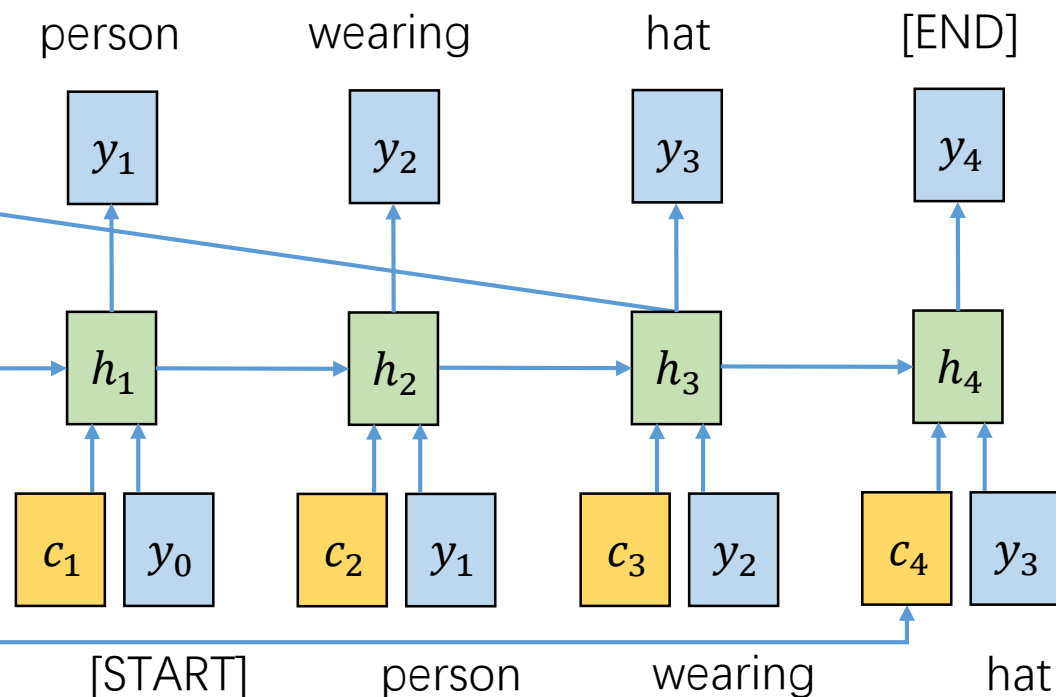 person wearing hat [END]
y₁ y₂ y₃ y₄
h₁ h₂ h₃ h₄
c₁ y₀ c₂ y₁ c₃ y₂ c₄ y₃
[START] person wearing hat